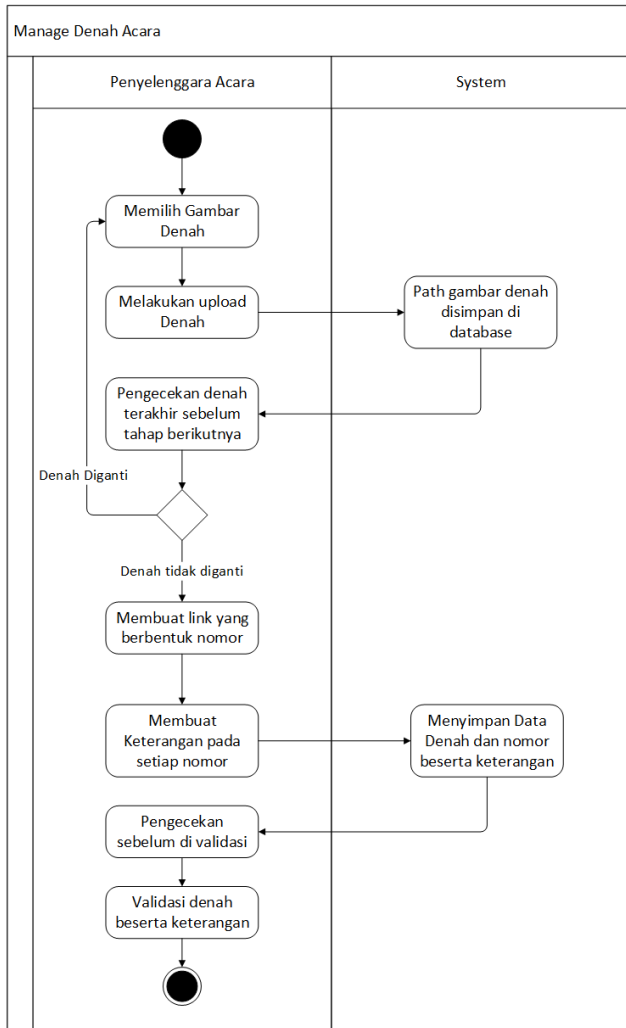 Manage Denah Acara
Penyelenggara Acara
System
Memilih Gambar
Denah
Melakukan upload
Denah
Path gambar denah
disimpan di
database
Pengecekan denah
terakhir sebelum
tahap berikutnya
Denah Diganti
Denah tidak diganti
Membuat link yang
berbentuk nomor
Membuat
Keterangan pada
setiap nomor
Menyimpan Data
Denah dan nomor
beserta keterangan
Pengecekan
sebelum di validasi
Validasi denah
beserta keterangan